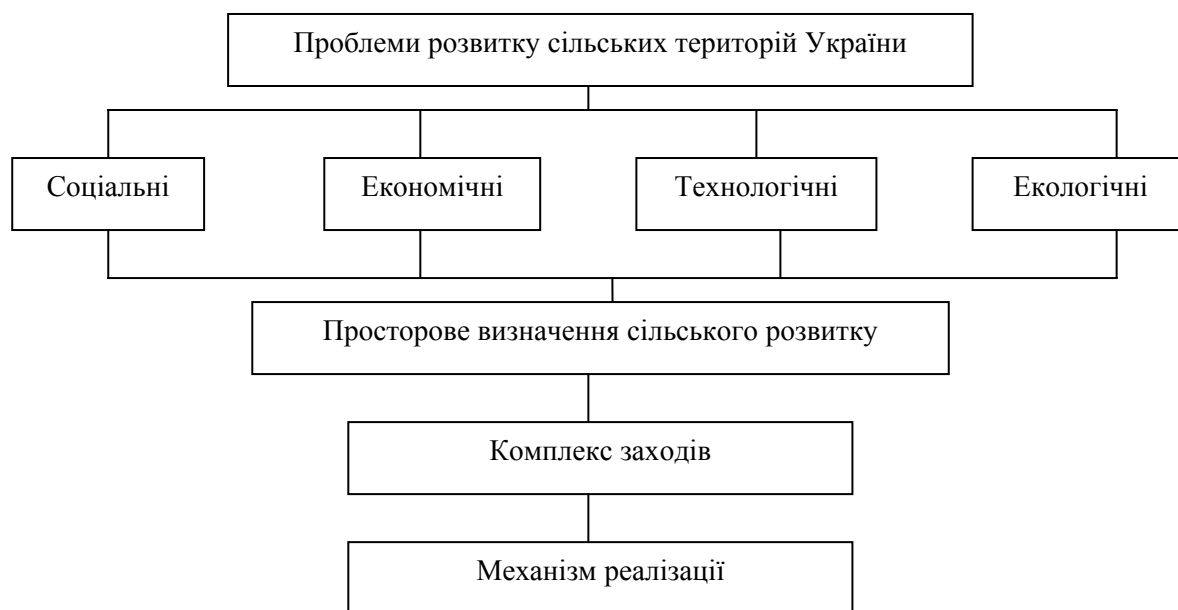 Проблеми розвитку сільських територій України
Соціальні
Економічні
Технологічні
Екологічні
Просторове визначення сільського розвитку
Комплекс заходів
Механізм реалізації